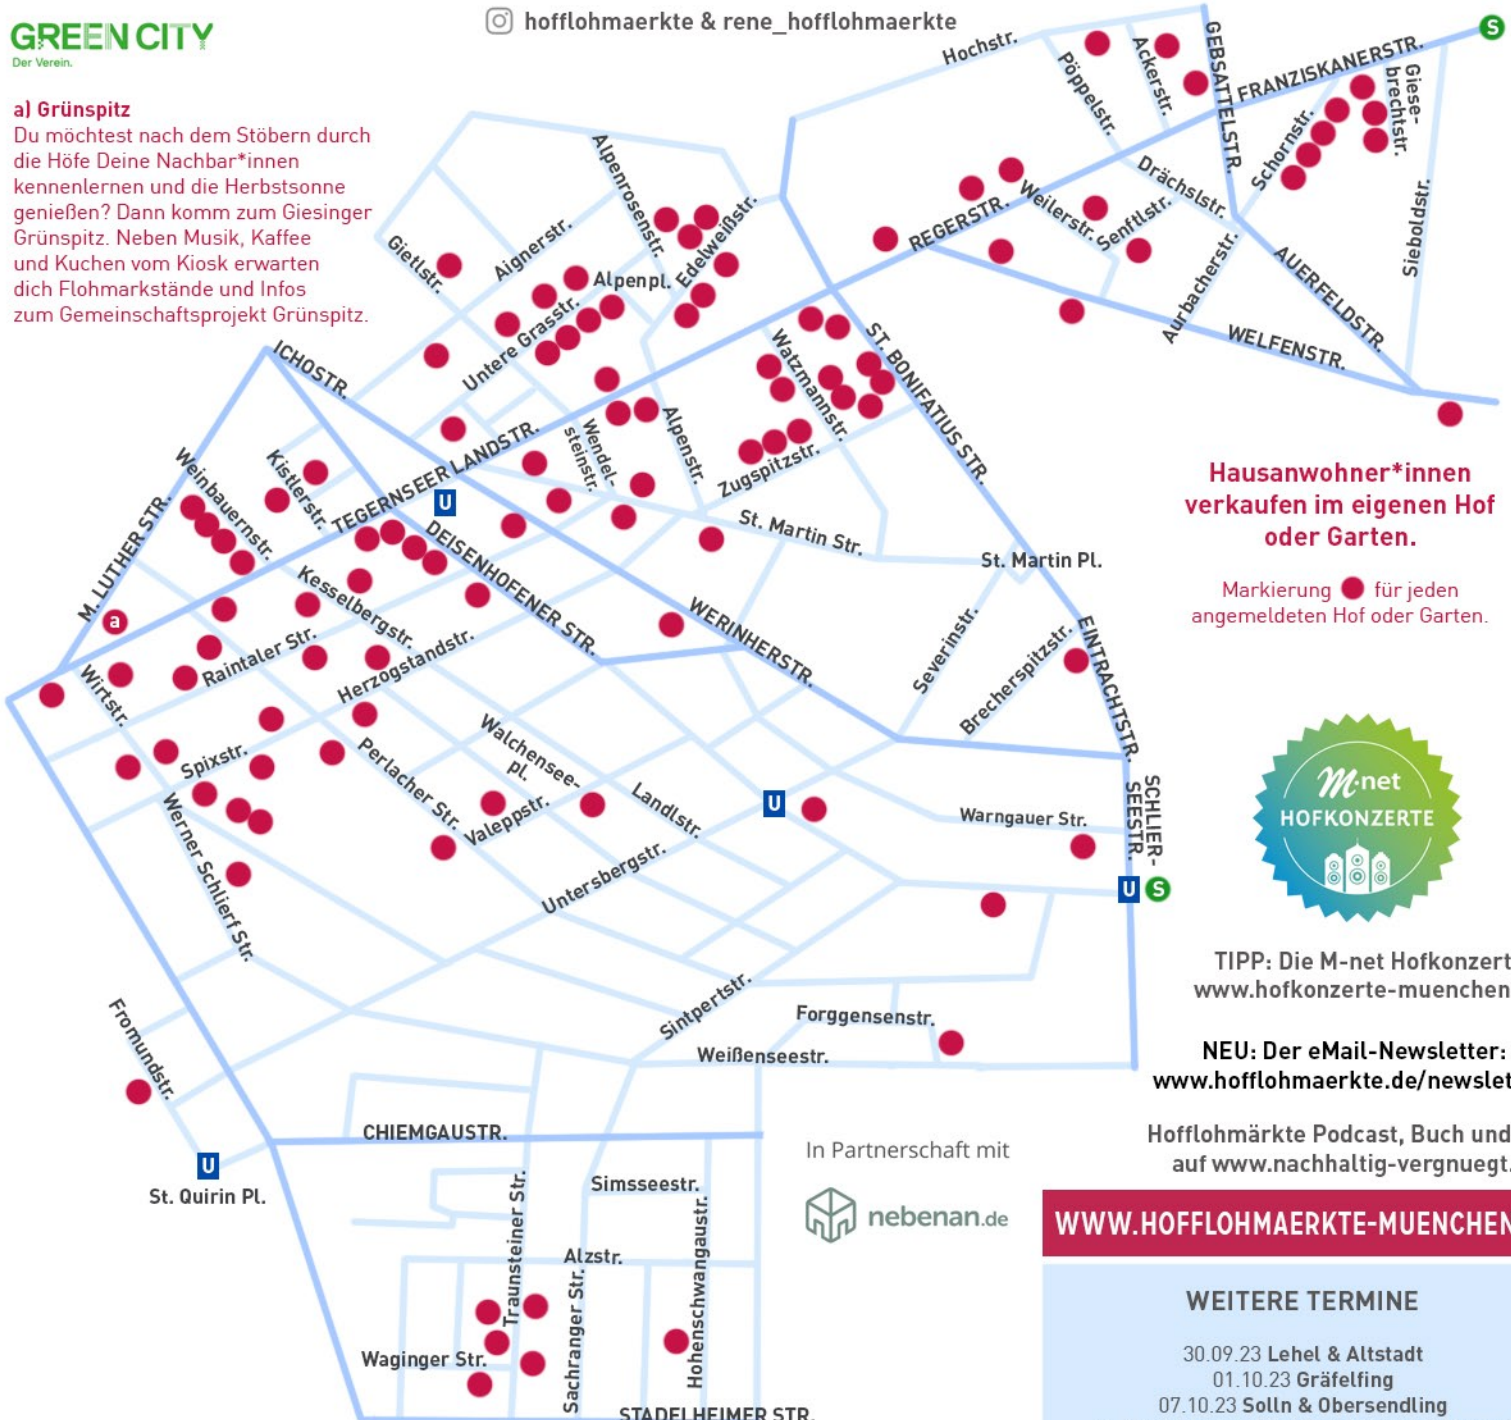 GREEN CITY
Der Verein.
hofflohmaerkte & rene_hofflohmaerkte
a) Grünspitz
Du möchtest nach dem Stöbern durch
die Höfe Deine Nachbar*innen
kennenlernen und die Herbstsonne
genießen? Dann komm zum Giesinger
Grünspitz. Neben Musik, Kaffee
und Kuchen vom Kiosk erwarten
dich Flohmarkstände und Infos
zum Gemeinschaftsprojekt Grünspitz.
Hochstr.
Pöppelstr.
Ackerstr.
GEBSATTELSTR.
FRANZISKANERSTR.
S
Giese-
brechtstr.
Schornstr.
Sieboldstr.
Drächslstr.
Weilerstr.
Senftlstr.
REGERSTR.
Aurbacherstr.
AUERFELDSTR.
WELFENSTR.
Alpenrosenstr.
Edelweißstr.
Aignerstr.
Gietlstr.
Alpenpl.
Untere Grasstr.
ICHOSTR.
Watzmannstr.
ST. BONIFATIUS STR.
Alpenstr.
Wendel-
steinstr.
Zugspitzstr.
TEGERNSEER LANDSTR.
U
Kistlerstr.
Weinbauernstr.
M. LUTHER STR.
DEISENHOFENER STR.
St. Martin Str.
St. Martin Pl.
Hausanwohner*innen
verkaufen im eigenen Hof
oder Garten.
Markierung für jeden
angemeldeten Hof oder Garten.
a
Kesselbergstr.
WERINHERSTR.
Severinstr.
Brecherspitzstr.
EINTRACHTSTR.
Raintaler Str.
Herzogstandstr.
Wirtstr.
Spixstr.
Perlacher Str.
Walchensee-
pl.
Valeppstr.
Landlstr.
U
Warngauer Str.
SCHLIER-
SEESTR.
U
S
Werner Schlierf Str.
Untersbergstr.
M-net
HOFKONZERTE
TIPP: Die M-net Hofkonzert
www.hofkonzerte-muenchen
Sintpertstr.
Forggensenstr.
Weißenseestr.
Fromundstr.
NEU: Der eMail-Newsletter:
www.hofflohmaerkte.de/newslet
CHIEMGAUSTR.
U
St. Quirin Pl.
Hofflohmärkte Podcast, Buch und
auf www.nachhaltig-vergnuegt.
In Partnerschaft mit
nebenan.de
WWW.HOFFLOHMAERKTE-MUENCHEN
Simsseestr.
Traunsteiner Str.
Alzstr.
Sachranger Str.
Hohenschwangaustr.
Waginger Str.
STADELHEIMER STR.
WEITERE TERMINE
30.09.23 Lehel & Altstadt
01.10.23 Gräfelfing
07.10.23 Solln & Obersendling